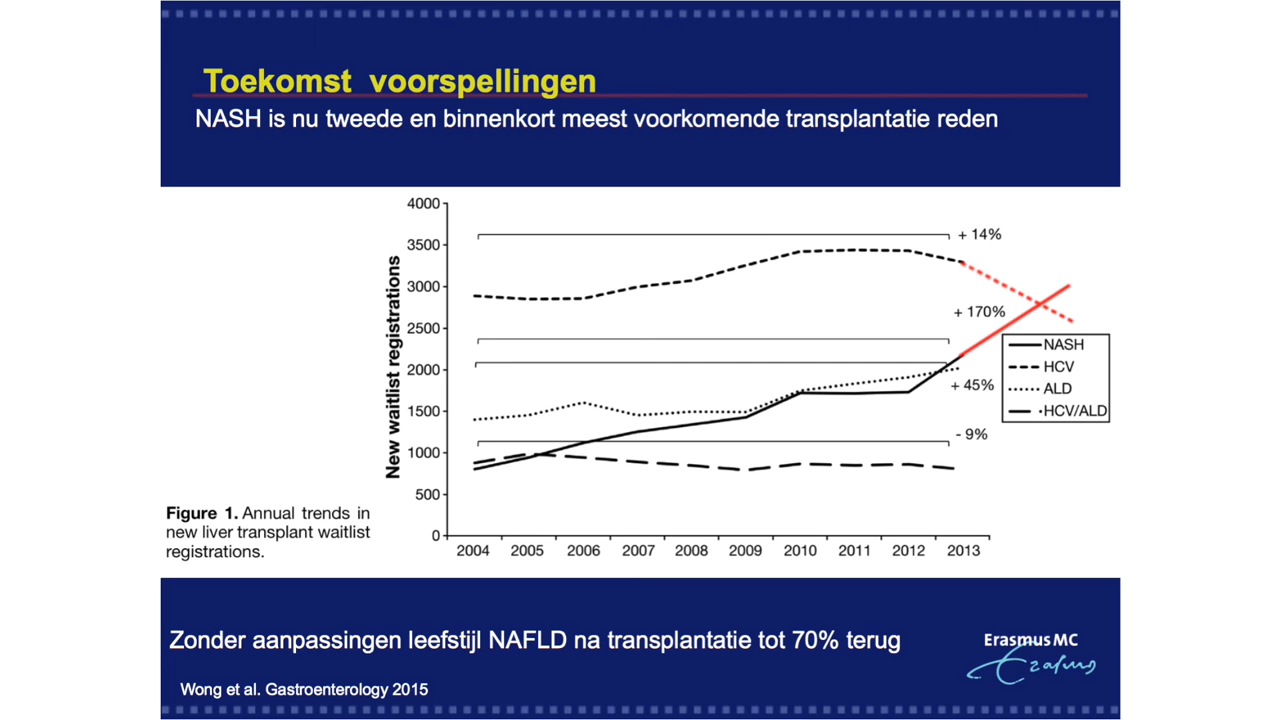 Toekomst voorspellingen
NASH is nu tweede en binnenkort meest voorkomende transplantatie reden
4000
3500
3000
2500
2000
1500
1000
500
0
New waitlist registrations
+ 14%
+ 170%
+ 45%
- 9%
NASH
HCV
ALD
HCV/ALD
2004 2005 2006 2007 2008 2009 2010 2011 2012 2013
Figure 1. Annual trends in
new liver transplant waitlist
registrations.
Zonder aanpassingen leefstijl NAFLD na transplantatie tot 70% terug
Erasmus MC
Erasmus
Wong et al. Gastroenterology 2015